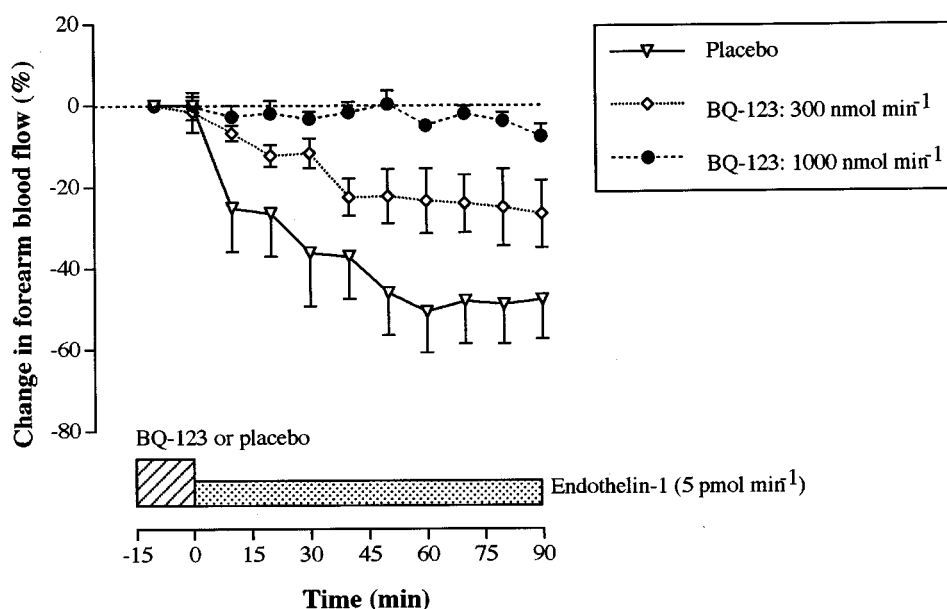 20
0
-20
-40
-60
-80
Change in forearm blood flow (%)
Placebo
BQ-123: 300 nmol min⁻¹
BQ-123: 1000 nmol min⁻¹
BQ-123 or placebo
Endothelin-1 (5 pmol min⁻¹)
-15 0 15 30 45 60 75 90
Time (min)